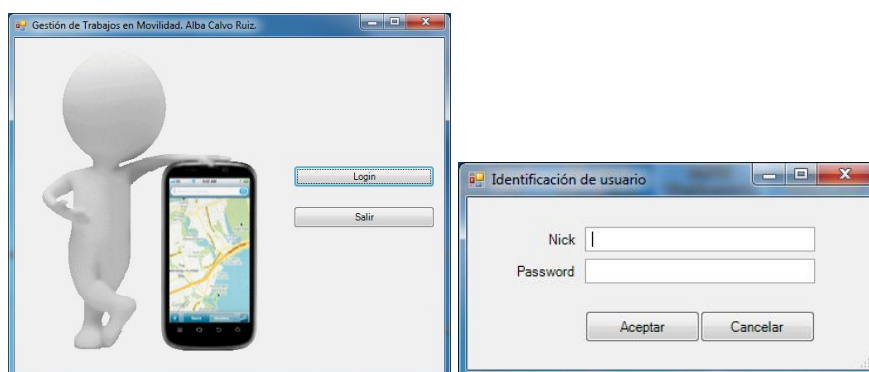 Gestión de Trabajos en Movilidad. Alba Calvo Ruiz.
Login
Salir
Identificación de usuario
Nick
Password
Aceptar
Cancelar